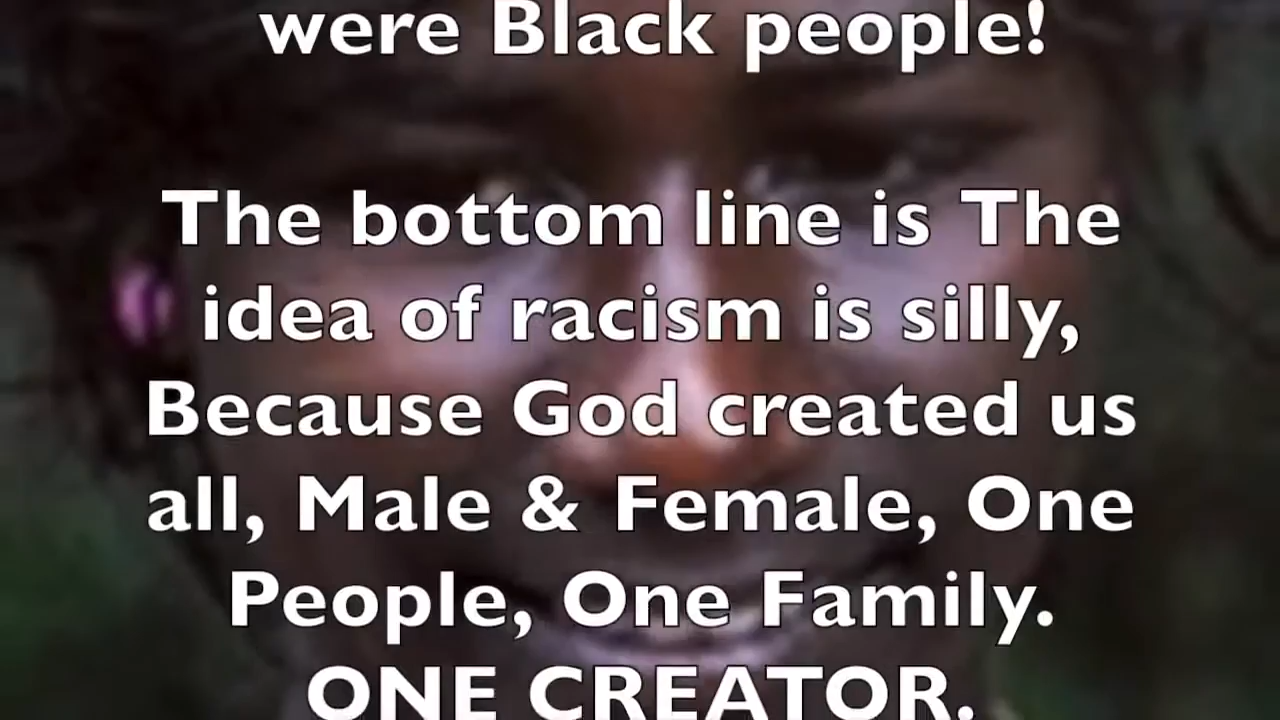 were Black people!
The bottom line is The
idea of racism is silly,
Because God created us
all, Male & Female, One
People, One Family.
ONE CREATOR.